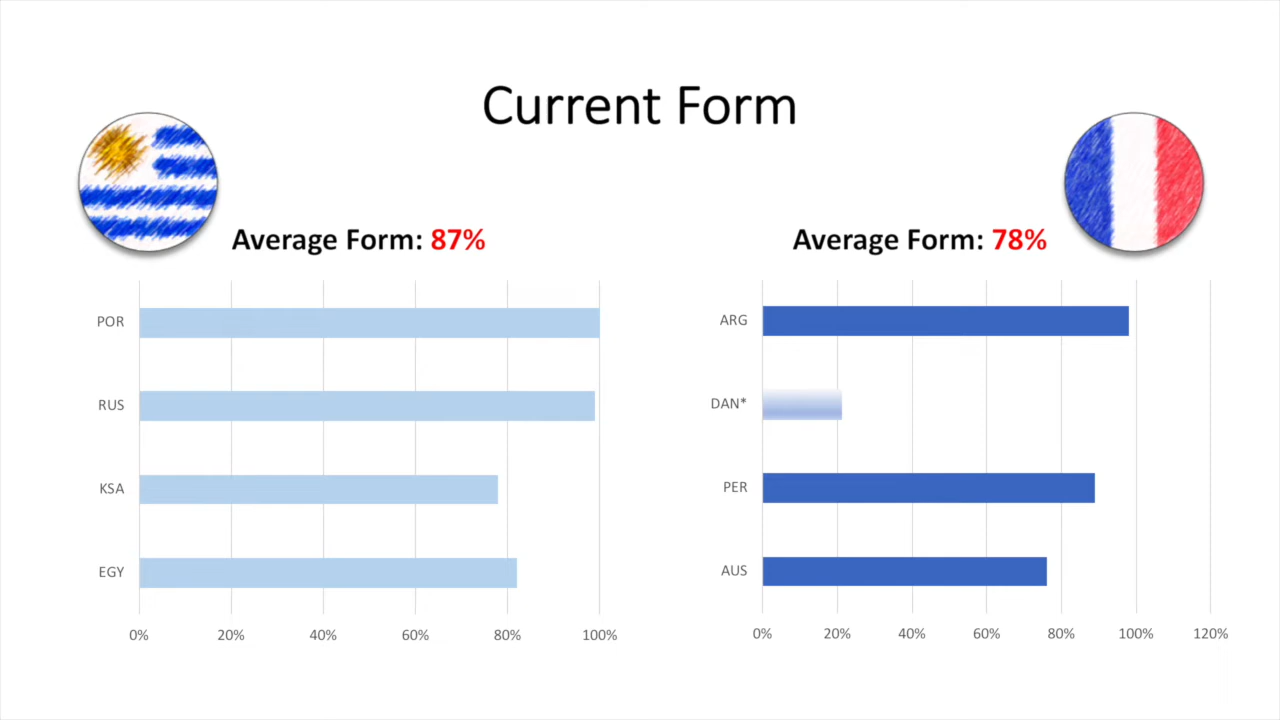 Current Form
Average Form: 87%
POR
RUS
KSA
EGY
0% 20% 40% 60% 80% 100%
Average Form: 78%
ARG
DAN*
PER
AUS
0% 20% 40% 60% 80% 100% 120%